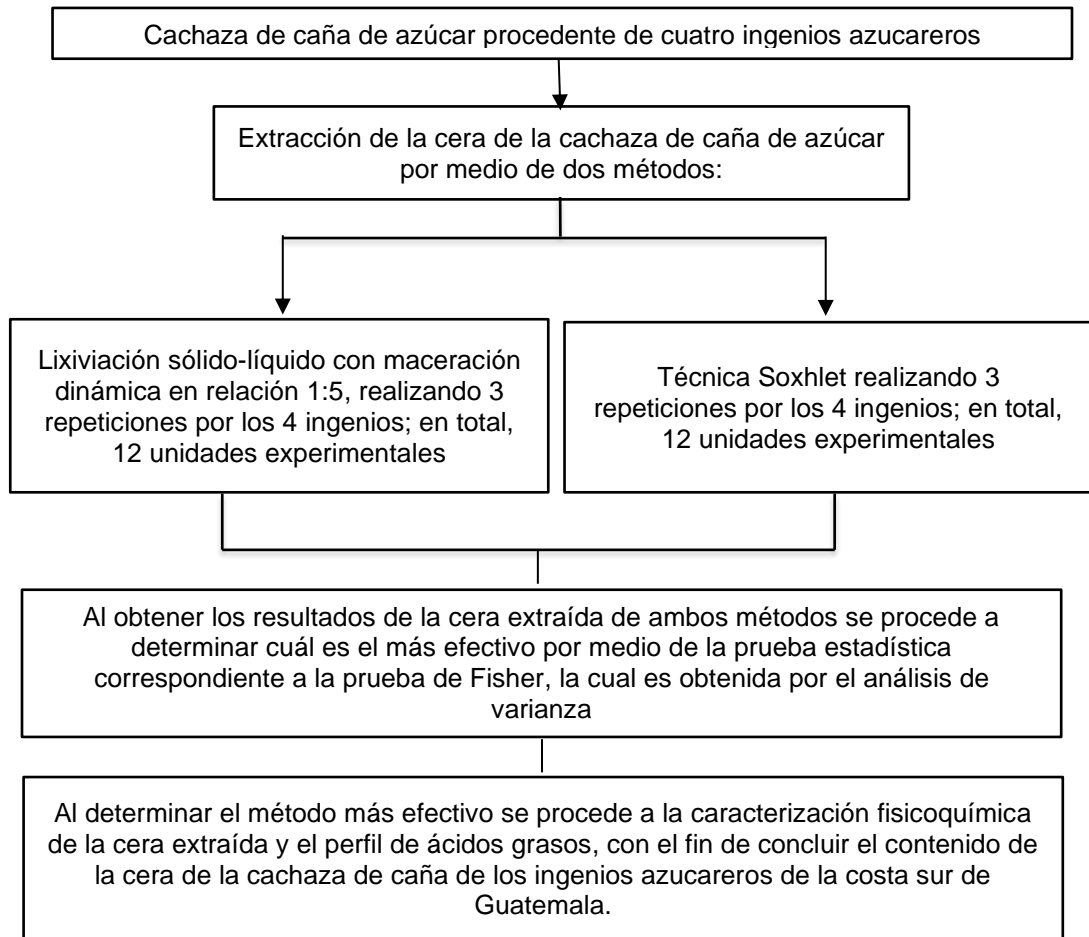 Cachaza de caña de azúcar procedente de cuatro ingenios azucareros
Extracción de la cera de la cachaza de caña de azúcar
por medio de dos métodos:
Lixiviación sólido-líquido con maceración
dinámica en relación 1:5, realizando 3
repeticiones por los 4 ingenios; en total,
12 unidades experimentales
Técnica Soxhlet realizando 3
repeticiones por los 4 ingenios; en total,
12 unidades experimentales
Al obtener los resultados de la cera extraída de ambos métodos se procede a
determinar cuál es el más efectivo por medio de la prueba estadística
correspondiente a la prueba de Fisher, la cual es obtenida por el análisis de
varianza
Al determinar el método más efectivo se procede a la caracterización fisicoquímica
de la cera extraída y el perfil de ácidos grasos, con el fin de concluir el contenido de
la cera de la cachaza de caña de los ingenios azucareros de la costa sur de
Guatemala.